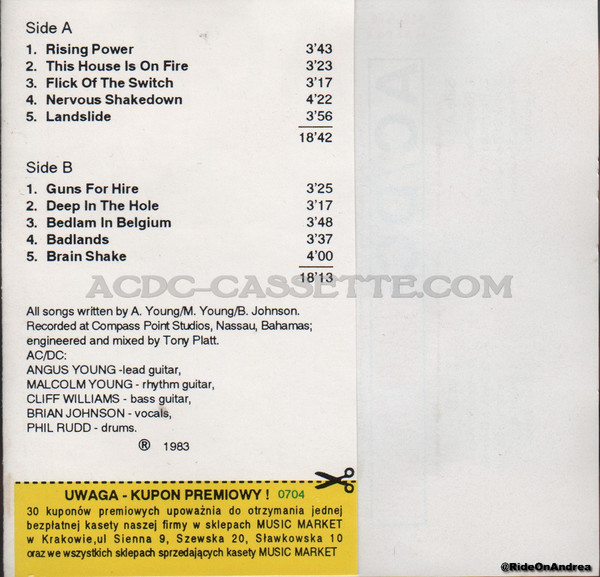 Side A
1. Rising Power 3'43
2. This House Is On Fire 3'23
3. Flick Of The Switch 3'17
4. Nervous Shakedown 4'22
5. Landslide 3'56
18'42
Side B
1. Guns For Hire 3'25
2. Deep In The Hole 3'17
3. Bedlam In Belgium 3'48
4. Badlands 3'37
5. Brain Shake 4'00
18'13
ACDC-CASSETTE.COM
All songs written by A. Young/M. Young/B. Johnson.
Recorded at Compass Point Studios, Nassau, Bahamas;
engineered and mixed by Tony Platt.
AC/DC:
ANGUS YOUNG -lead guitar,
MALCOLM YOUNG - rhythm guitar,
CLIFF WILLIAMS - bass guitar,
BRIAN JOHNSON - vocals,
PHIL RUDD - drums.
® 1983
UWAGA - KUPON PREMIOWY ! 0704
30 kuponów premiowych upoważnia do otrzymania jednej
bezpłatnej kasety naszej firmy w sklepach MUSIC MARKET
w Krakowie,ul Sienna 9, Szewska 20, Sławkowska 10
oraz we wszystkich sklepach sprzedających kasety MUSIC MARKET
@RideOnAndrea